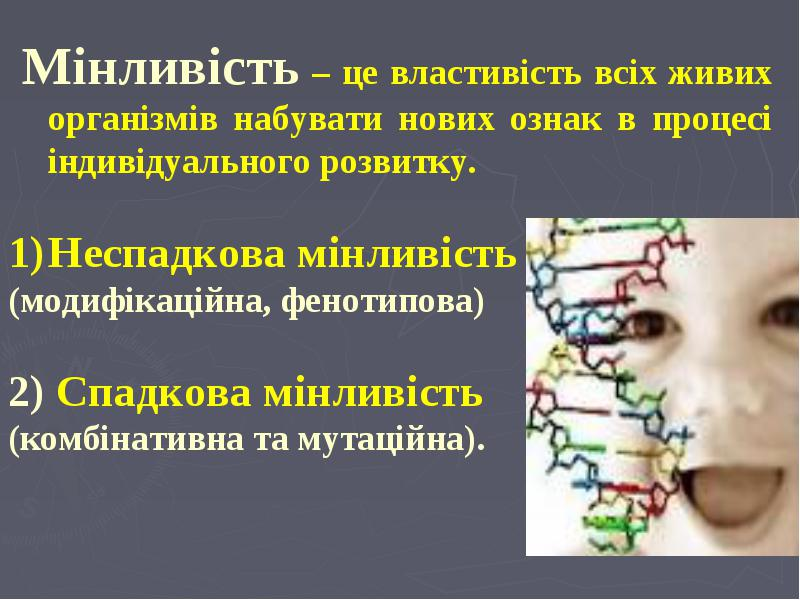 Мінливість – це властивість всіх живих
організмів набувати нових ознак в процесі
індивідуального розвитку.
1) Неспадкова мінливість
(модифікаційна, фенотипова)
2) Спадкова мінливість
(комбінативна та мутаційна).